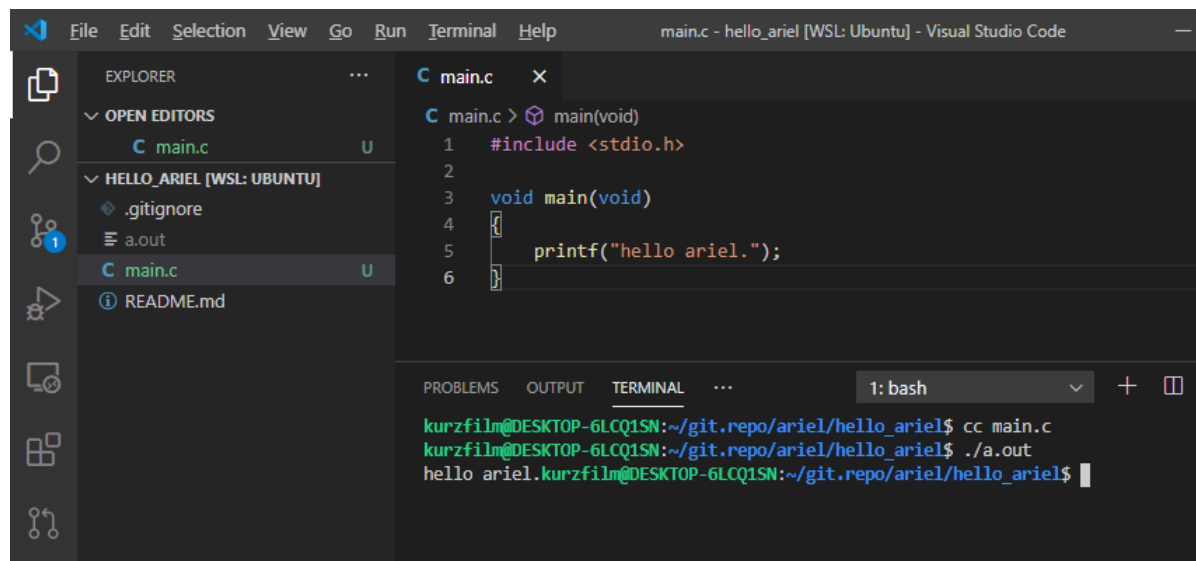 File Edit Selection View Go Run Terminal Help main.c - hello_ariel [WSL: Ubuntu] - Visual Studio Code
EXPLORER ...
OPEN EDITORS
C main.c U
HELLO_ARIEL [WSL: UBUNTU]
.gitignore
a.out
C main.c U
README.md
1
C main.c
C main.c > main(void)
1 #include <stdio.h>
2
3 void main(void)
4 {
5     printf("hello ariel.");
6 }
PROBLEMS OUTPUT TERMINAL ... 1: bash
kurzfilm@DESKTOP-6LCQ1SN:~/git.repo/ariel/hello_ariel$ cc main.c
kurzfilm@DESKTOP-6LCQ1SN:~/git.repo/ariel/hello_ariel$ ./a.out
hello ariel.kurzfilm@DESKTOP-6LCQ1SN:~/git.repo/ariel/hello_ariel$